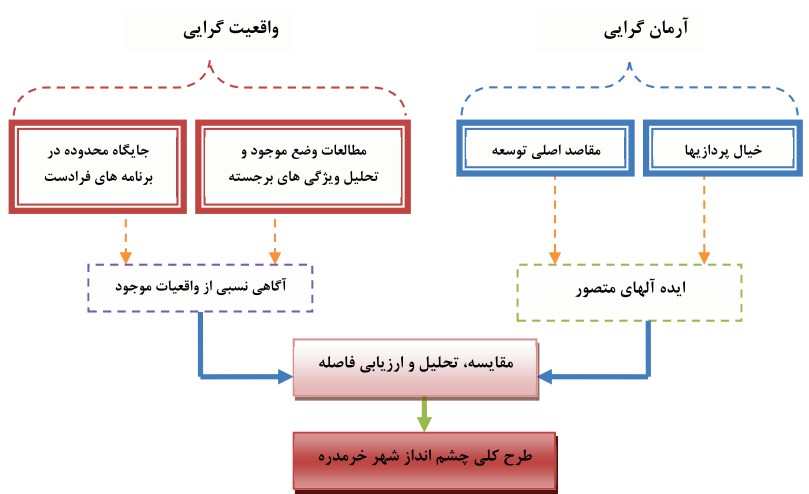 آرمان گرایی
واقعیت گرایی
خیال پردازیها
مقاصد اصلی توسعه
مطالعات وضع موجود و
تحلیل ویژگی های برجسته
جایگاه محدوده در
برنامه های فرادست
ایده آلهای متصور
آگاهی نسبی از واقعیات موجود
مقایسه، تحلیل و ارزیابی فاصله
طرح کلی چشم انداز شهر خرمدره